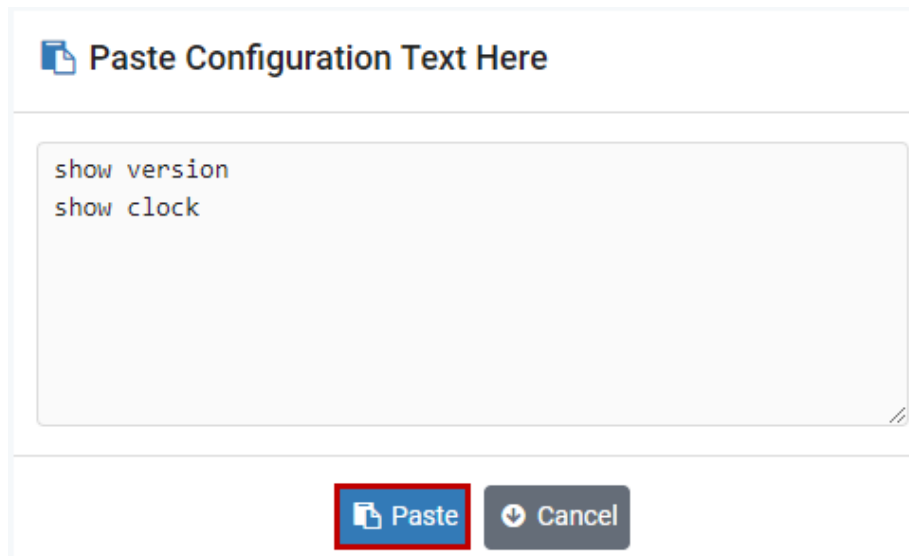 Paste Configuration Text Here
show version
show clock
Paste
Cancel